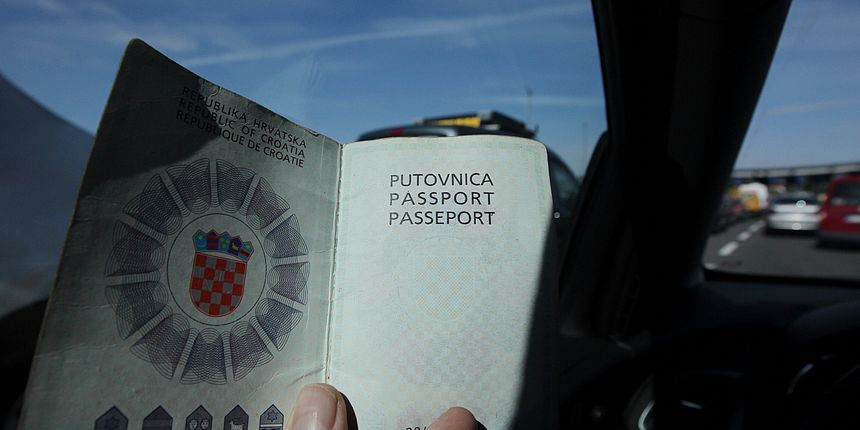 REPUBLIKA HRVATSKA
REPUBLIC OF CROATIA
RÉPUBLIQUE DE CROATIE
PUTOVNICA
PASSPORT
PASSEPORT